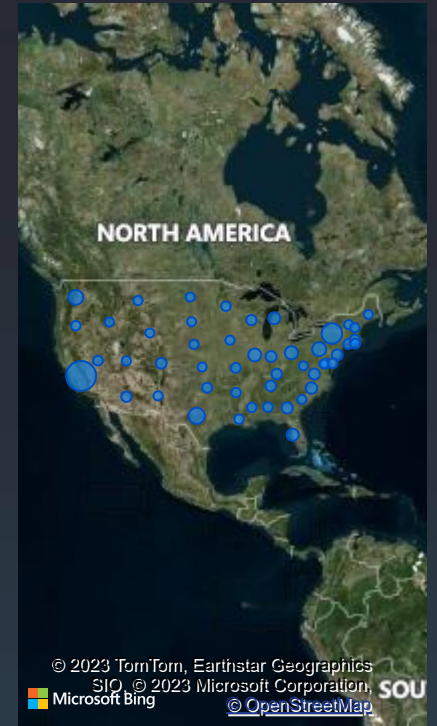 NORTH AMERICA
© 2023 TomTom, Earthstar Geographics
SIO, © 2023 Microsoft Corporation,
© OpenStreetMap
Microsoft Bing
SOU